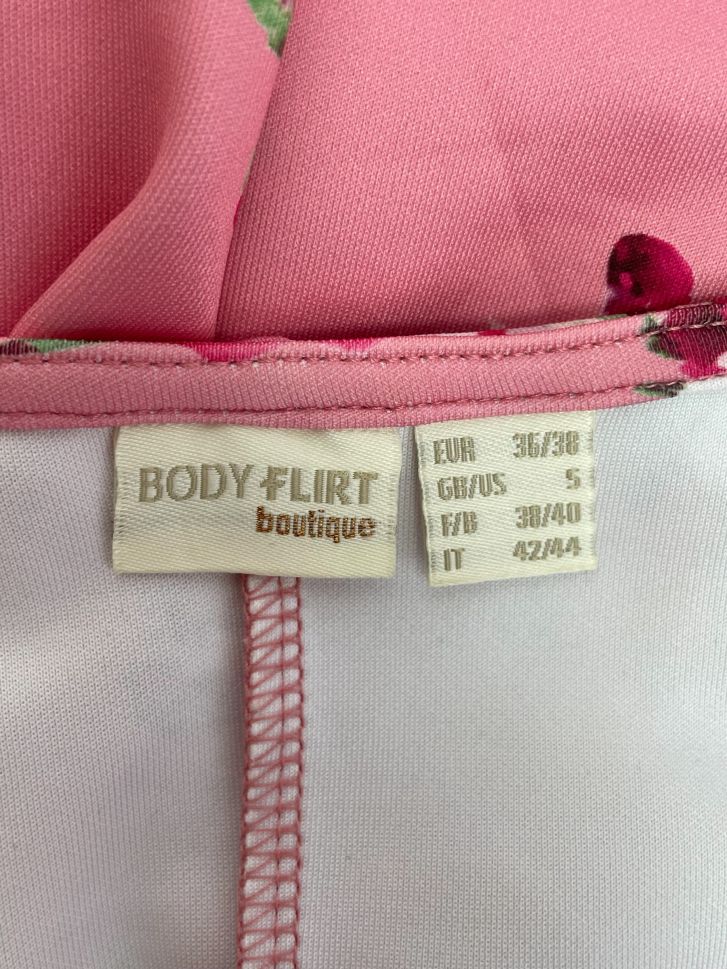 BODY FLIRT
boutique
EUR 36/38
GB/US S
F/B 38/40
IT 42/44